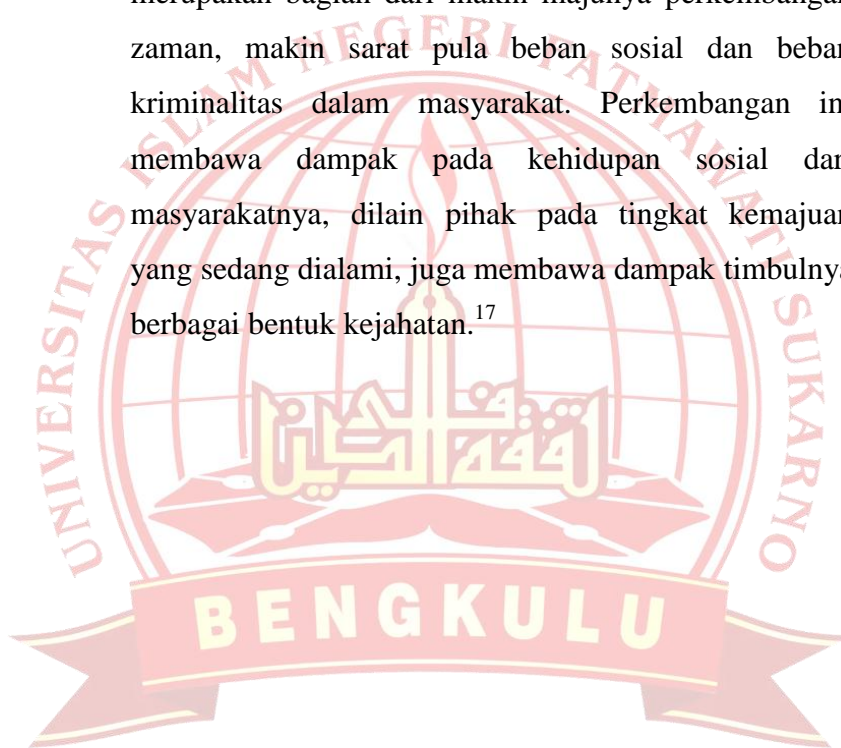 merupakan bagian dari makin majunya perkembangan
zaman, makin sarat pula beban sosial dan beban
kriminalitas dalam masyarakat. Perkembangan in
membawa dampak pada kehidupan sosial dan
masyarakatnya, dilain pihak pada tingkat kemajuan
yang sedang dialami, juga membawa dampak timbulnya
berbagai bentuk kejahatan.17
UNIVERSITAS ISLAM NEGERI FATMAWATI SUKARNO
BENGKULU